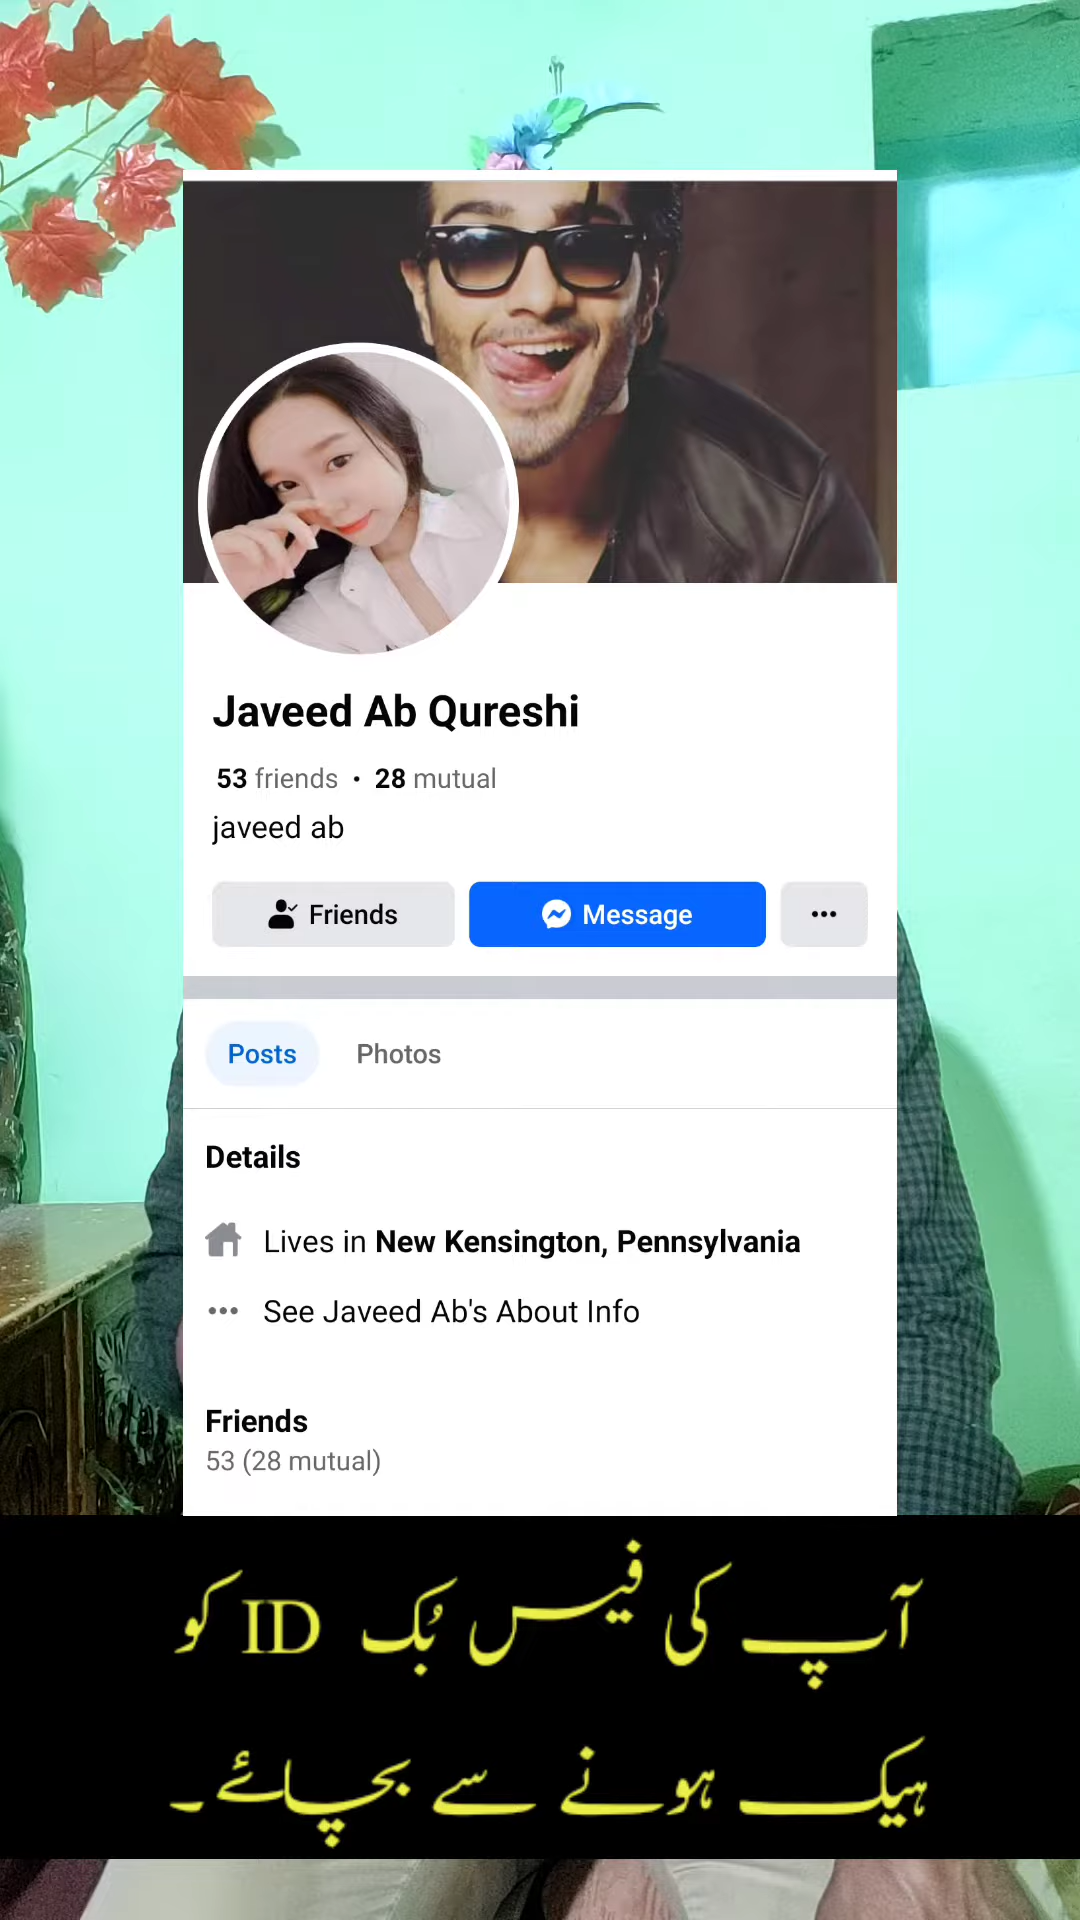 Javeed Ab Qureshi
53 friends • 28 mutual
javeed ab
Friends Message
Posts Photos
Details
Lives in New Kensington, Pennsylvania
See Javeed Ab's About Info
Friends
53 (28 mutual)
آپ کی فیس بُک ID کو
ہیک ہونے سے بچائے۔